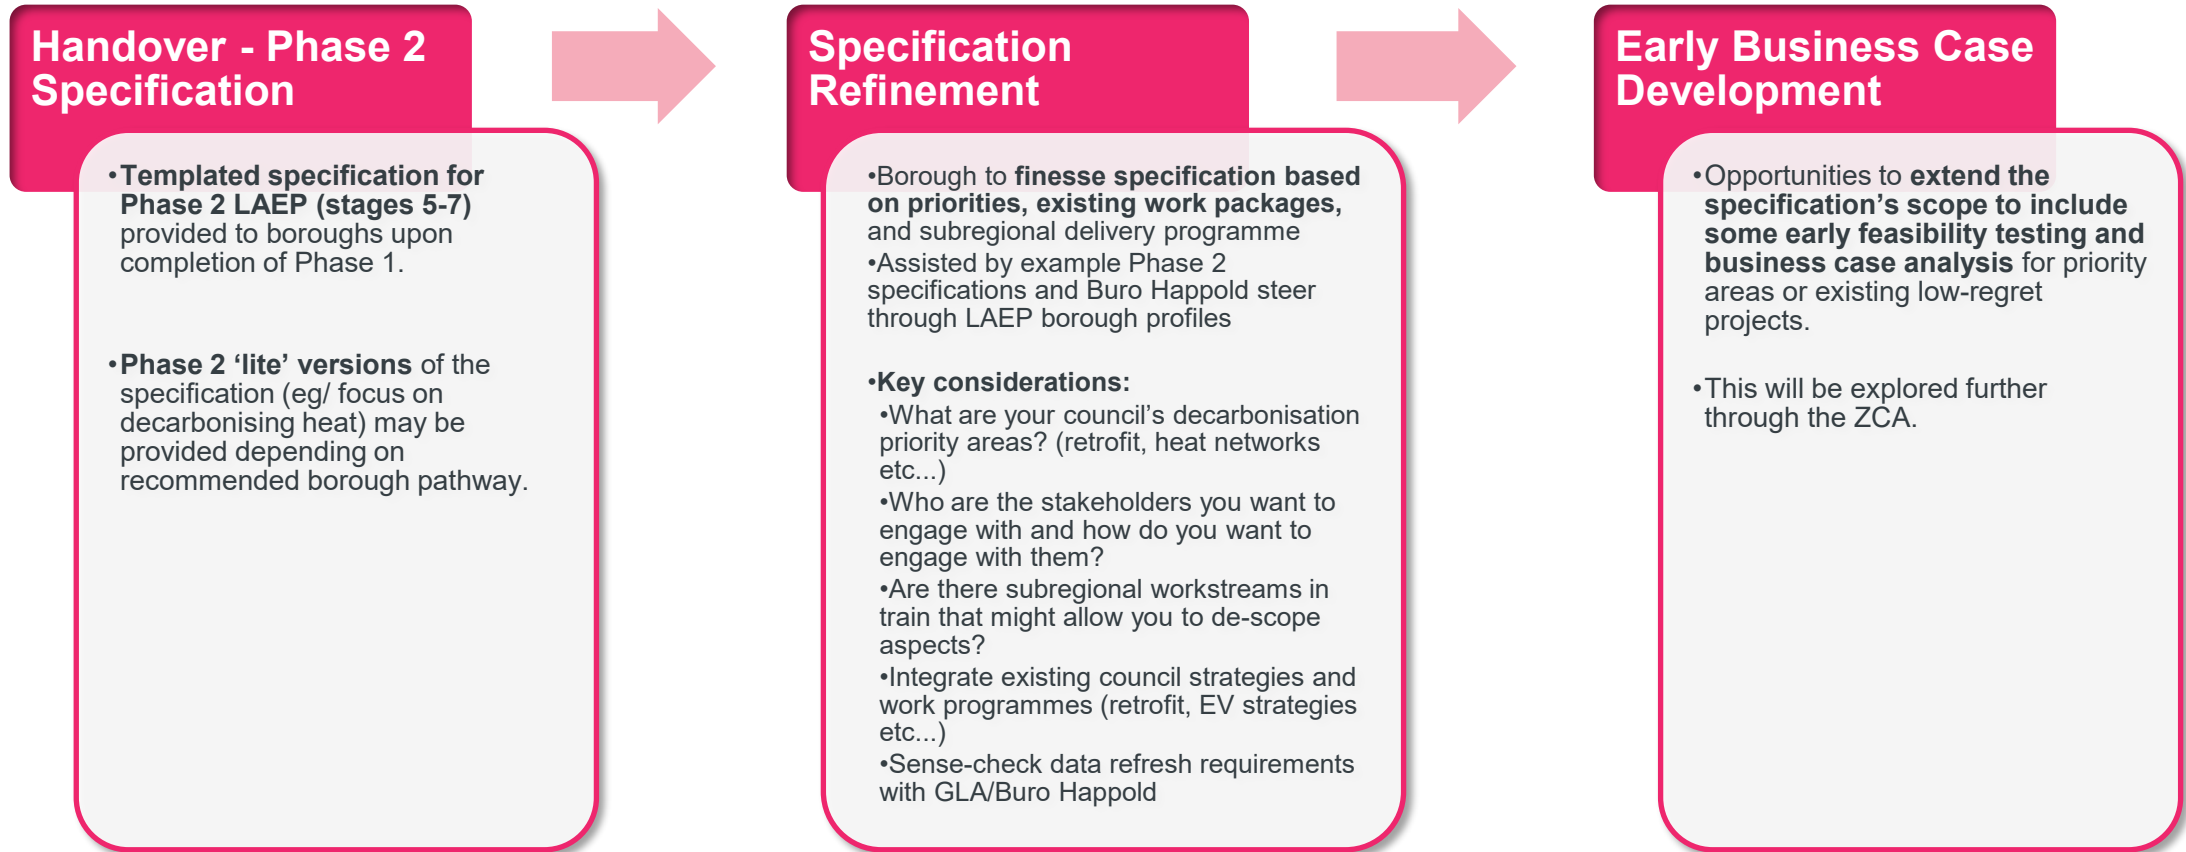 Handover - Phase 2
Specification
•Templated specification for
Phase 2 LAEP (stages 5-7)
provided to boroughs upon
completion of Phase 1.
•Phase 2 ‘lite’ versions of the
specification (eg/ focus on
decarbonising heat) may be
provided depending on
recommended borough pathway.
Specification
Refinement
•Borough to finesse specification based
on priorities, existing work packages,
and subregional delivery programme
•Assisted by example Phase 2
specifications and Buro Happold steer
through LAEP borough profiles
•Key considerations:
•What are your council’s decarbonisation
priority areas? (retrofit, heat networks
etc...)
•Who are the stakeholders you want to
engage with and how do you want to
engage with them?
•Are there subregional workstreams in
train that might allow you to de-scope
aspects?
•Integrate existing council strategies and
work programmes (retrofit, EV strategies
etc...)
•Sense-check data refresh requirements
with GLA/Buro Happold
Early Business Case
Development
•Opportunities to extend the
specification’s scope to include
some early feasibility testing and
business case analysis for priority
areas or existing low-regret
projects.
•This will be explored further
through the ZCA.